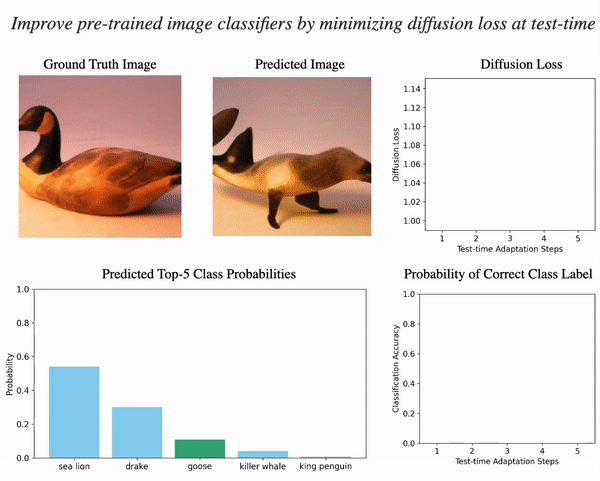 Improve pre-trained image classifiers by minimizing diffusion loss at test-time
Ground Truth Image
Predicted Image
Diffusion Loss
Diffusion Loss
1.14
1.12
1.10
1.08
1.06
1.04
1.02
1.00
1 2 3 4 5
Test-time Adaptation Steps
Predicted Top-5 Class Probabilities
Probability
1.0
0.8
0.6
0.4
0.2
0.0
sea lion drake goose killer whale king penguin
Probability of Correct Class Label
Classification Accuracy
1.0
0.8
0.6
0.4
0.2
0.0
1 2 3 4 5
Test-time Adaptation Steps